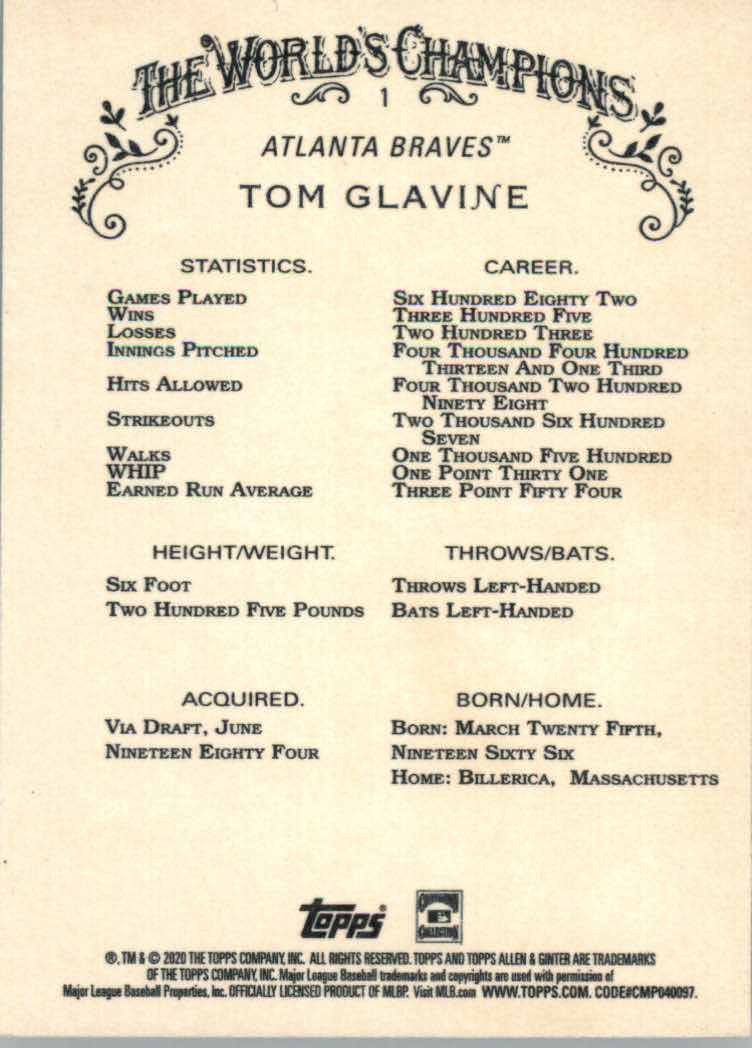 THE WORLD'S CHAMPIONS
1
ATLANTA BRAVES™
TOM GLAVINE
STATISTICS.
GAMES PLAYED
WINS
LOSSES
INNINGS PITCHED
HITS ALLOWED
STRIKEOUTS
WALKS
WHIP
EARNED RUN AVERAGE
CAREER.
SIX HUNDRED EIGHTY TWO
THREE HUNDRED FIVE
TWO HUNDRED THREE
FOUR THOUSAND FOUR HUNDRED
THIRTEEN AND ONE THIRD
FOUR THOUSAND TWO HUNDRED
NINETY EIGHT
TWO THOUSAND SIX HUNDRED
SEVEN
ONE THOUSAND FIVE HUNDRED
ONE POINT THIRTY ONE
THREE POINT FIFTY FOUR
HEIGHT/WEIGHT.
SIX FOOT
TWO HUNDRED FIVE POUNDS
THROWS/BATS.
THROWS LEFT-HANDED
BATS LEFT-HANDED
ACQUIRED.
VIA DRAFT, JUNE
NINETEEN EIGHTY FOUR
BORN/HOME.
BORN: MARCH TWENTY FIFTH,
NINETEEN SIXTY SIX
HOME: BILLERICA, MASSACHUSETTS
Topps®
COOPERSTOWN
COLLECTION
®, TM & © 2020 THE TOPPS COMPANY, INC. ALL RIGHTS RESERVED. TOPPS AND TOPPS ALLEN & GINTER ARE TRADEMARKS
OF THE TOPPS COMPANY, INC. Major League Baseball trademarks and copyrights are used with permission of
Major League Baseball Properties, Inc. OFFICIALLY LICENSED PRODUCT OF MLBP. Visit MLB.com WWW.TOPPS.COM. CODE#CMP040097.